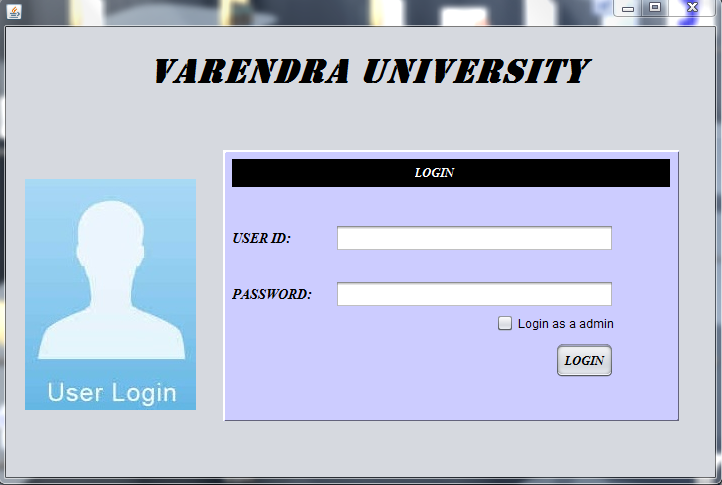 VARENDRA UNIVERSITY
LOGIN
USER ID:
PASSWORD:
Login as a admin
LOGIN
User Login